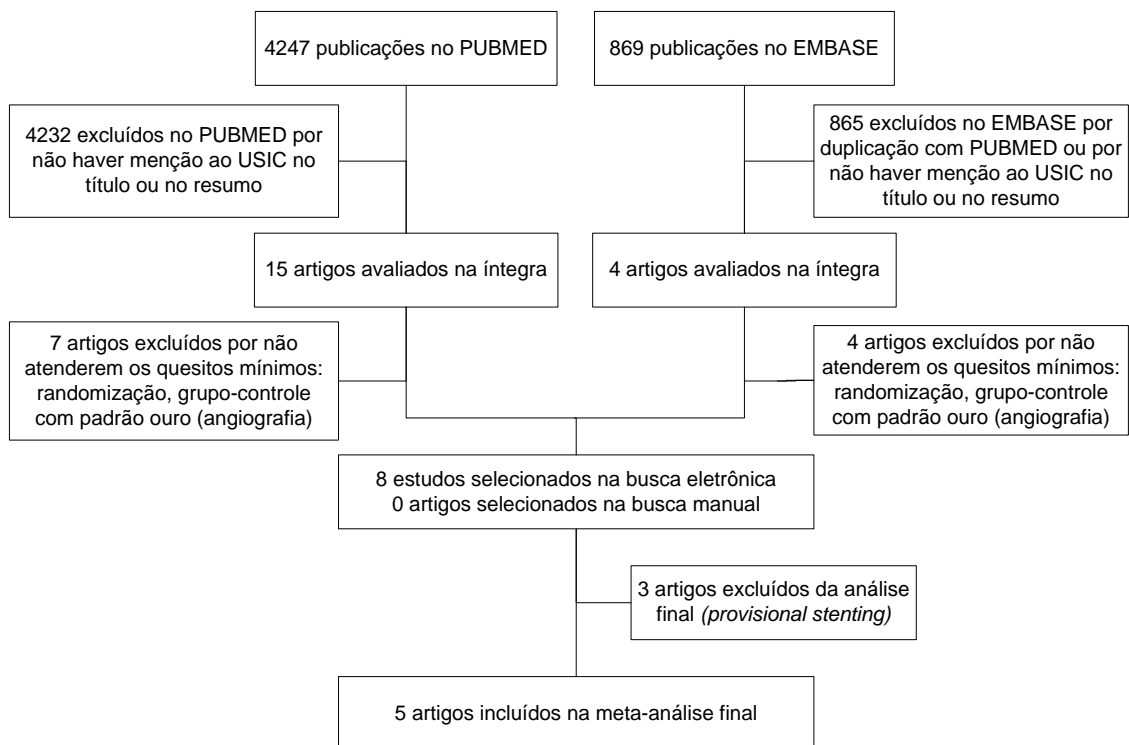 4247 publicações no PUBMED
869 publicações no EMBASE
4232 excluídos no PUBMED por
não haver menção ao USIC no
título ou no resumo
865 excluídos no EMBASE por
duplicação com PUBMED ou por
não haver menção ao USIC no
título ou no resumo
15 artigos avaliados na íntegra
4 artigos avaliados na íntegra
7 artigos excluídos por não
atenderem os quesitos mínimos:
randomização, grupo-controle
com padrão ouro (angiografia)
4 artigos excluídos por não
atenderem os quesitos mínimos:
randomização, grupo-controle
com padrão ouro (angiografia)
8 estudos selecionados na busca eletrônica
0 artigos selecionados na busca manual
3 artigos excluídos da análise
final (provisional stenting)
5 artigos incluídos na meta-análise final